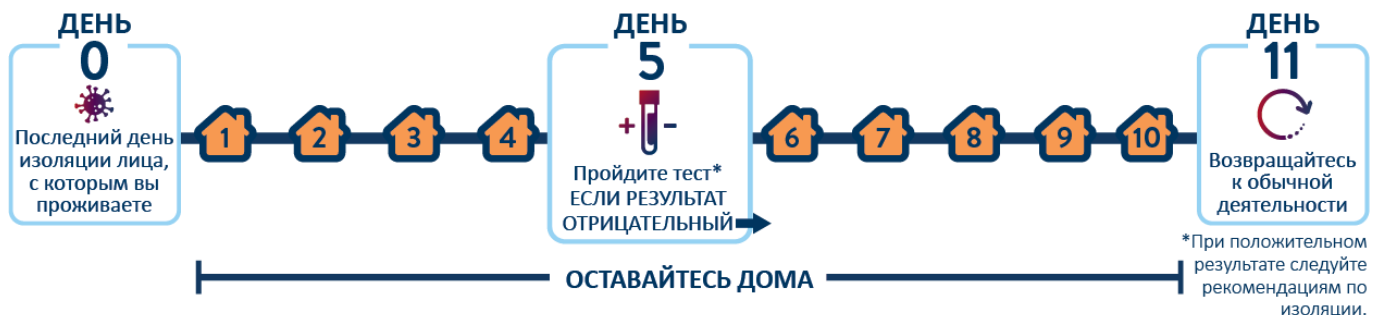 ДЕНЬ
0
Последний день
изоляции лица,
с которым вы
проживаете
1
2
3
4
ДЕНЬ
5
+ -
Пройдите тест*
ЕСЛИ РЕЗУЛЬТАТ
ОТРИЦАТЕЛЬНЫЙ
6
7
8
9
10
ДЕНЬ
11
Возвращайтесь
к обычной
деятельности
*При положительном
результате следуйте
рекомендациям по
изоляции.
ОСТАВАЙТЕСЬ ДОМА